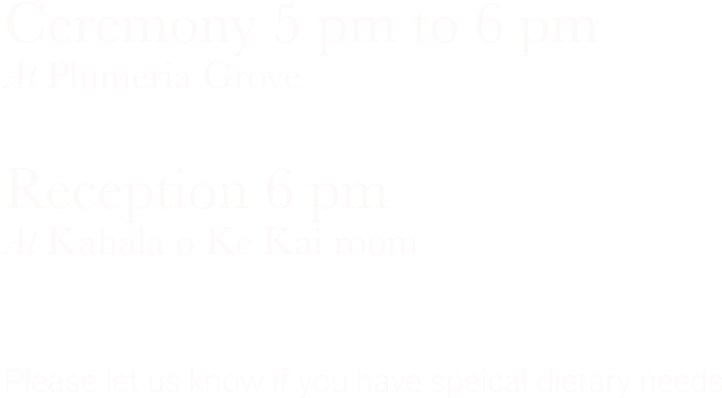 Ceremony 5 pm to 6 pm
At Plumeria Grove
Reception 6 pm
At Kahala o Ke Kai room
Please let us know if you have speical dietary needs